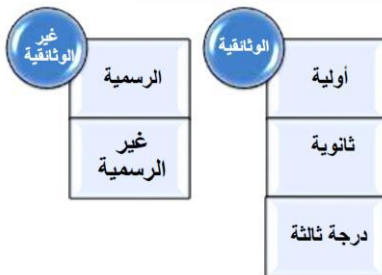 الوثائقية
أولية
ثانوية
درجة ثالثة
غير
الوثائقية
الرسمية
غير
الرسمية